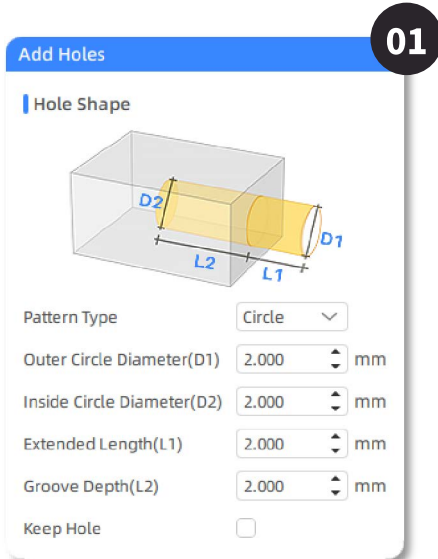 01
Add Holes
Hole Shape
D2
D1
L2
L1
Pattern Type Circle
Outer Circle Diameter(D1) 2.000 mm
Inside Circle Diameter(D2) 2.000 mm
Extended Length(L1) 2.000 mm
Groove Depth(L2) 2.000 mm
Keep Hole